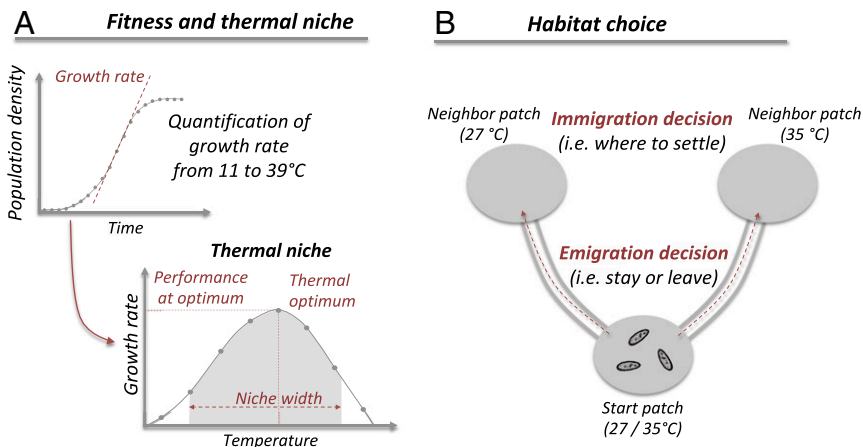 A
Fitness and thermal niche
Growth rate
Population density
Time
Quantification of
growth rate
from 11 to 39°C
Thermal niche
Performance
at optimum
Thermal
optimum
Growth rate
Niche width
Temperature
B
Habitat choice
Neighbor patch
(27 °C)
Immigration decision
(i.e. where to settle)
Neighbor patch
(35 °C)
Emigration decision
(i.e. stay or leave)
Start patch
(27 / 35°C)